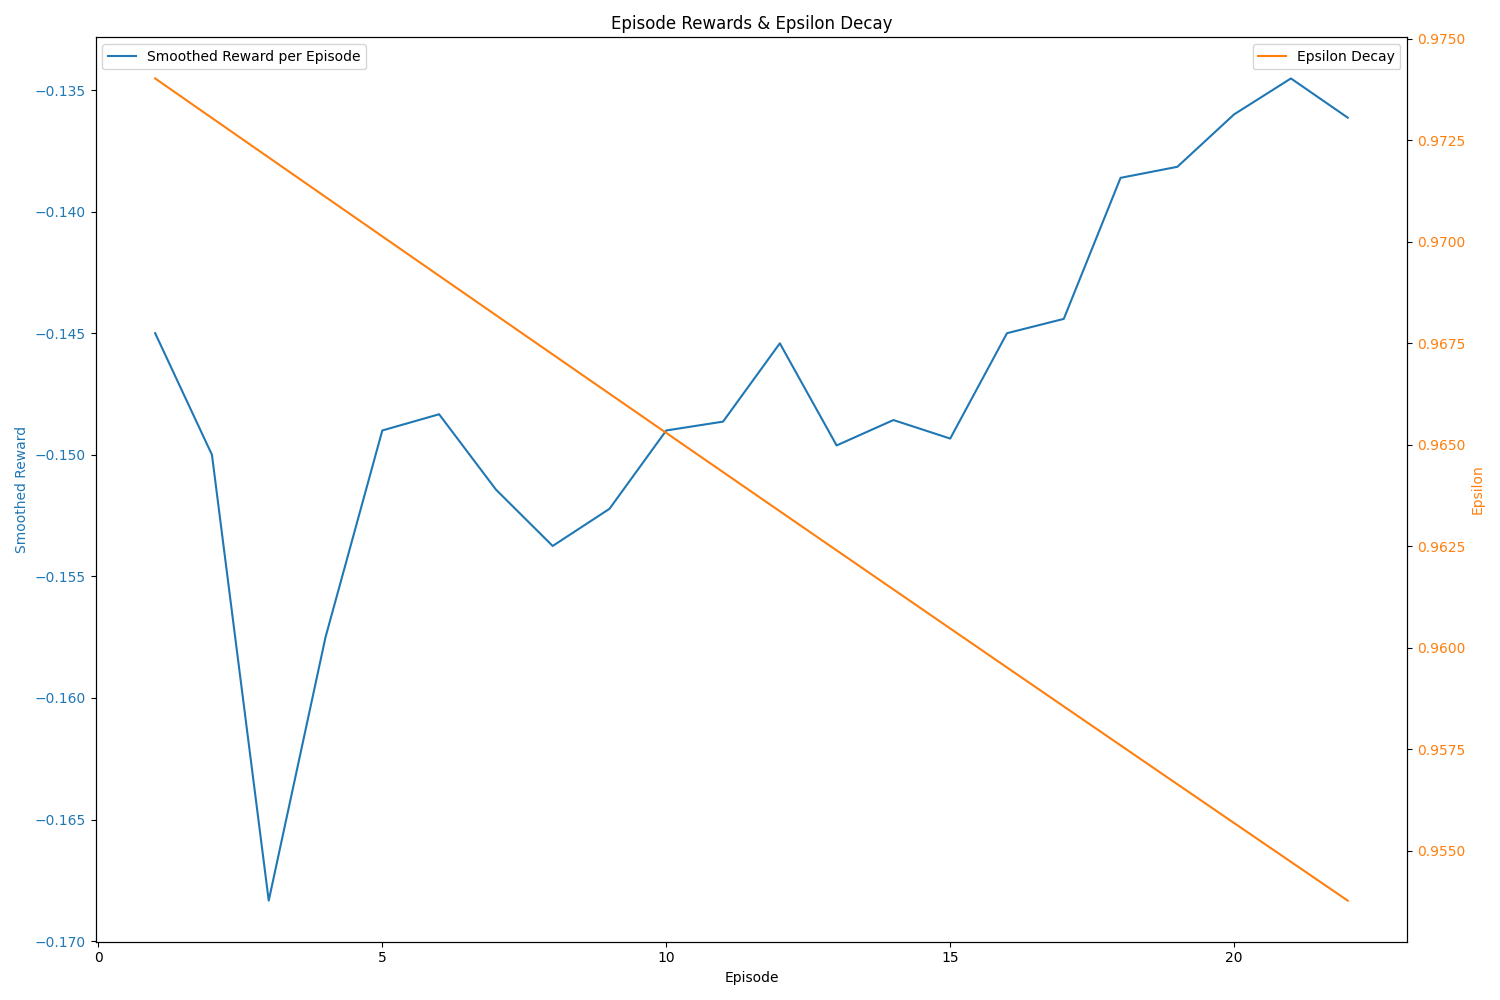 Episode Rewards & Epsilon Decay
Smoothed Reward per Episode
Epsilon Decay
Smoothed Reward
−0.135
−0.140
−0.145
−0.150
−0.155
−0.160
−0.165
−0.170
0.9750
0.9725
0.9700
0.9675
0.9650
0.9625
0.9600
0.9575
0.9550
Epsilon
0 5 10 15 20
Episode